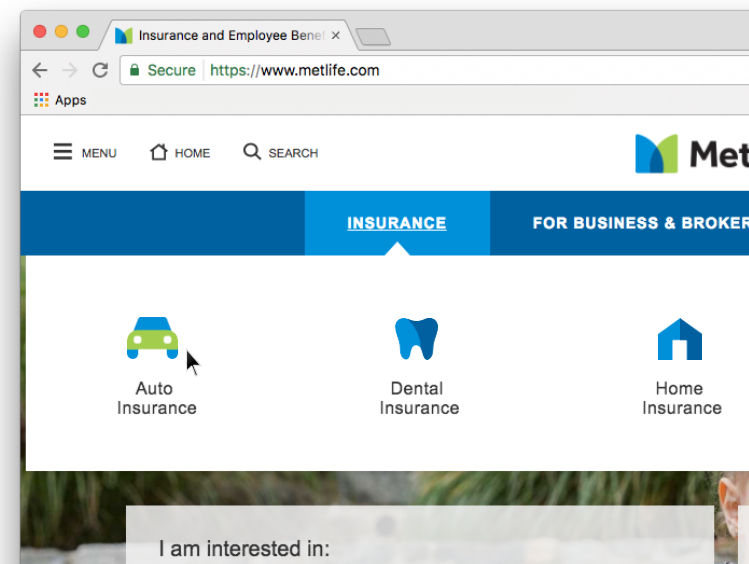 Insurance and Employee Bene
Secure https://www.metlife.com
Apps
MENU HOME SEARCH
Met
INSURANCE FOR BUSINESS & BROKER
Auto
Insurance
Dental
Insurance
Home
Insurance
I am interested in: